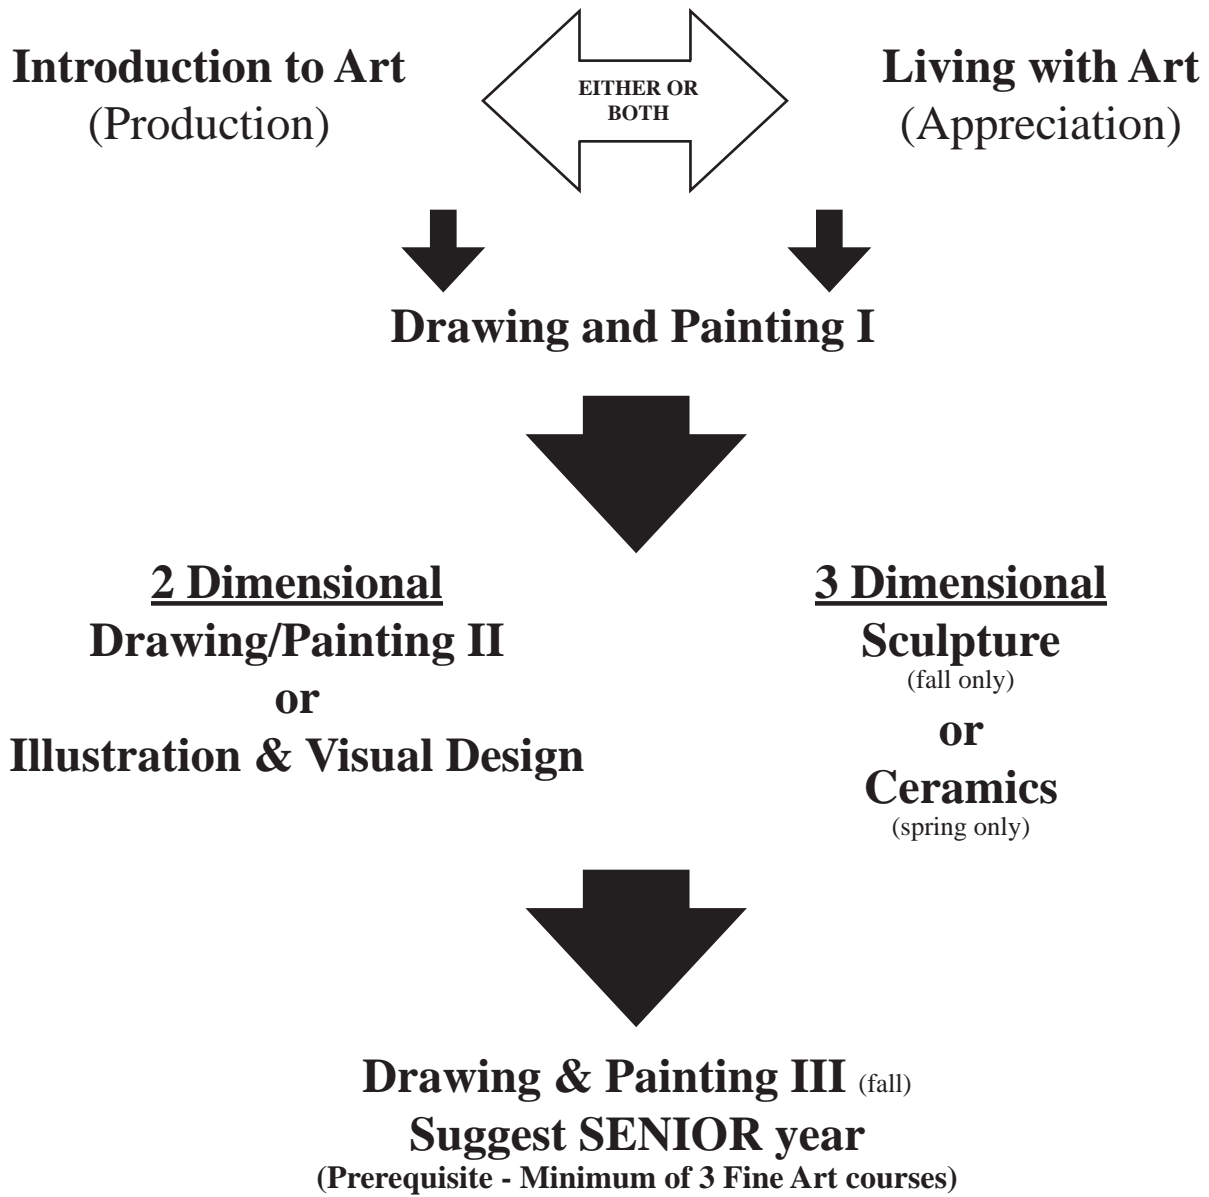 Introduction to Art
(Production)
EITHER OR
BOTH
Living with Art
(Appreciation)
Drawing and Painting I
2 Dimensional
Drawing/Painting II
or
Illustration & Visual Design
3 Dimensional
Sculpture
(fall only)
or
Ceramics
(spring only)
Drawing & Painting III (fall)
Suggest SENIOR year
(Prerequisite - Minimum of 3 Fine Art courses)